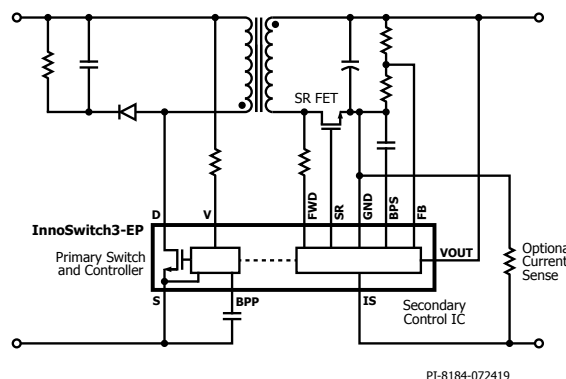 SR FET
FWD
SR
GND
BPS
FB
D
V
InnoSwitch3-EP
VOUT
Primary Switch
and Controller
Optional
Current
Sense
S
BPP
IS
Secondary
Control IC
PI-8184-072419